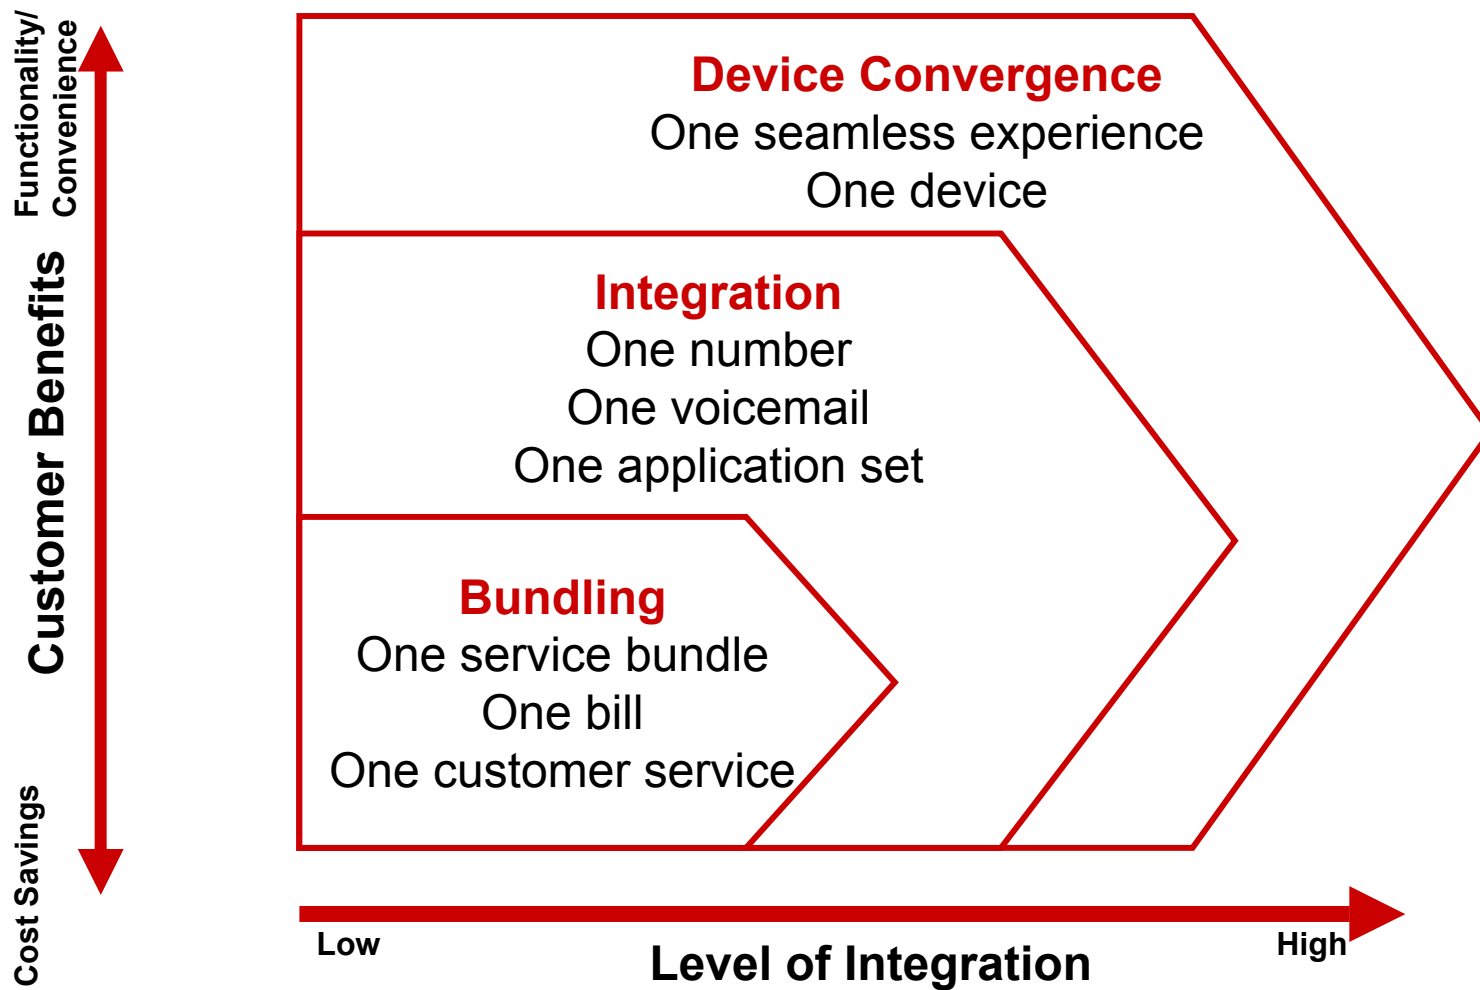 Functionality/
Convenience
Customer Benefits
Cost Savings
Device Convergence
One seamless experience
One device
Integration
One number
One voicemail
One application set
Bundling
One service bundle
One bill
One customer service
Low
High
Level of Integration